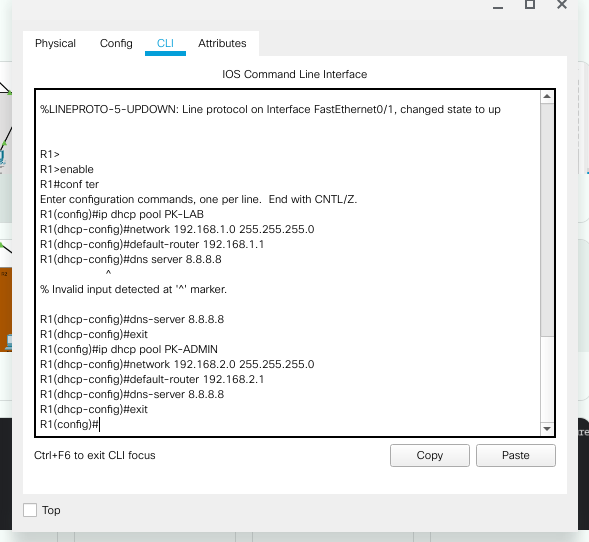 Physical Config CLI Attributes
IOS Command Line Interface
%LINEPROTO-5-UPDOWN: Line protocol on Interface FastEthernet0/1, changed state to up
R1>
R1>enable
R1#conf ter
Enter configuration commands, one per line. End with CNTL/Z.
R1(config)#ip dhcp pool PK-LAB
R1(dhcp-config)#network 192.168.1.0 255.255.255.0
R1(dhcp-config)#default-router 192.168.1.1
R1(dhcp-config)#dns server 8.8.8.8
^
% Invalid input detected at '^' marker.
R1(dhcp-config)#dns-server 8.8.8.8
R1(dhcp-config)#exit
R1(config)#ip dhcp pool PK-ADMIN
R1(dhcp-config)#network 192.168.2.0 255.255.255.0
R1(dhcp-config)#default-router 192.168.2.1
R1(dhcp-config)#dns-server 8.8.8.8
R1(dhcp-config)#exit
R1(config)#
Ctrl+F6 to exit CLI focus
Copy Paste
Top